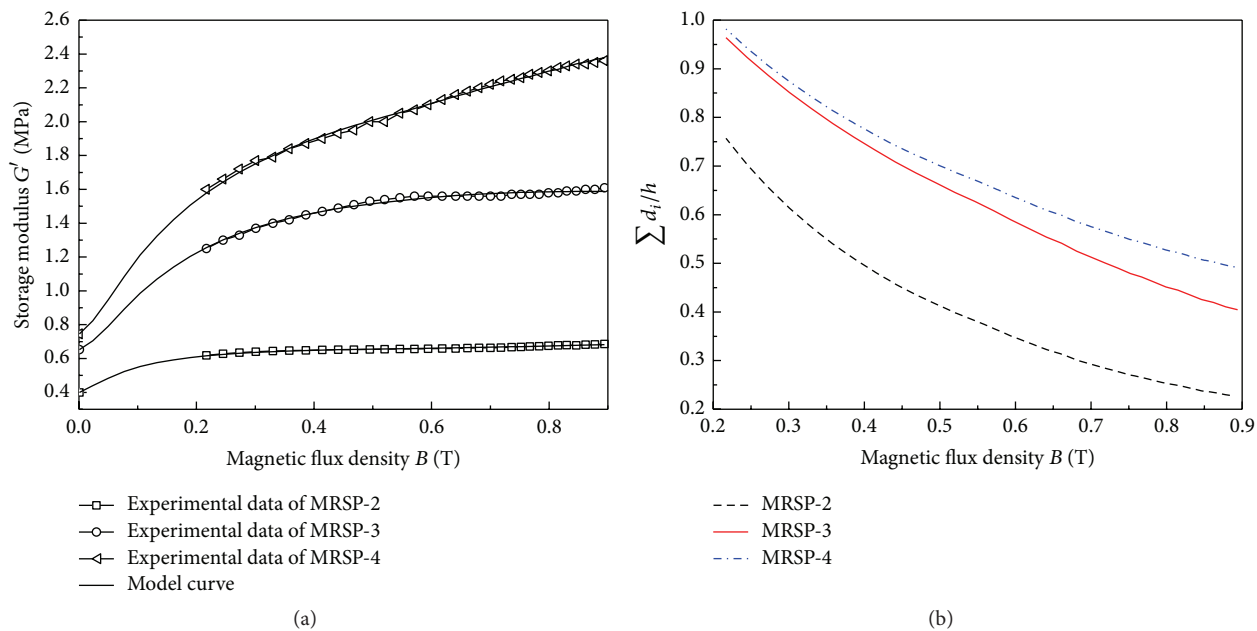 2.6
2.4
2.2
2.0
1.8
1.6
1.4
1.2
1.0
0.8
0.6
0.4
Storage modulus G′ (MPa)
0.0 0.2 0.4 0.6 0.8
Magnetic flux density B (T)
Experimental data of MRSP-2
Experimental data of MRSP-3
Experimental data of MRSP-4
Model curve
(a)
1.0
0.9
0.8
0.7
0.6
0.5
0.4
0.3
0.2
∑ dᵢ/h
0.2 0.3 0.4 0.5 0.6 0.7 0.8 0.9
Magnetic flux density B (T)
MRSP-2
MRSP-3
MRSP-4
(b)